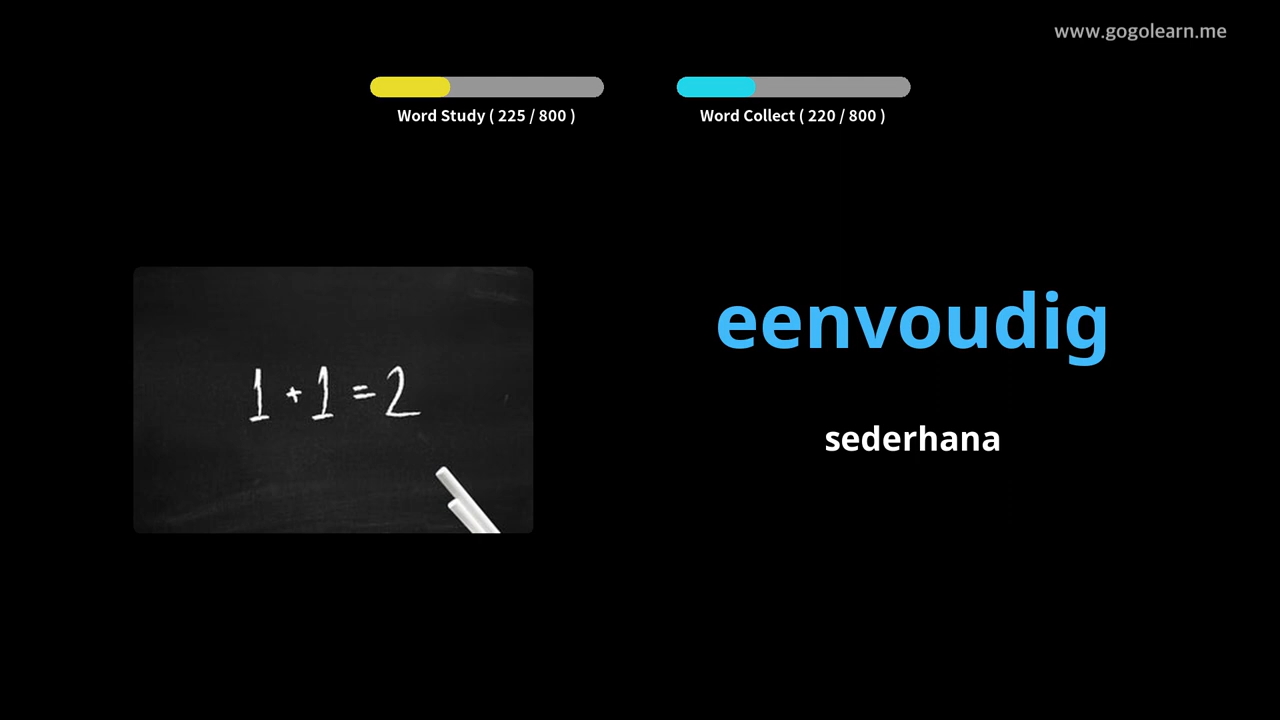 www.gogolearn.me
Word Study ( 225 / 800 )
Word Collect ( 220 / 800 )
1 + 1 = 2
eenvoudig
sederhana